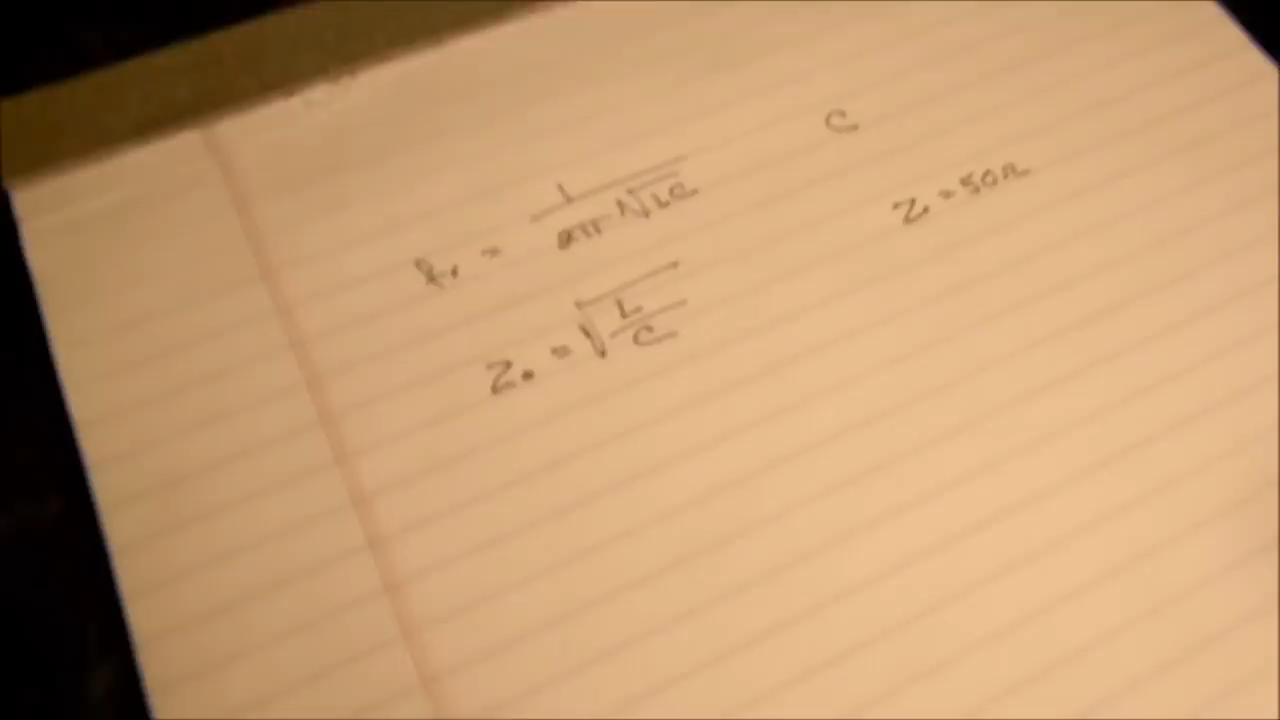 C
fr = 1 / 2π√LC
Z = 50Ω
Z₀ = √L/C